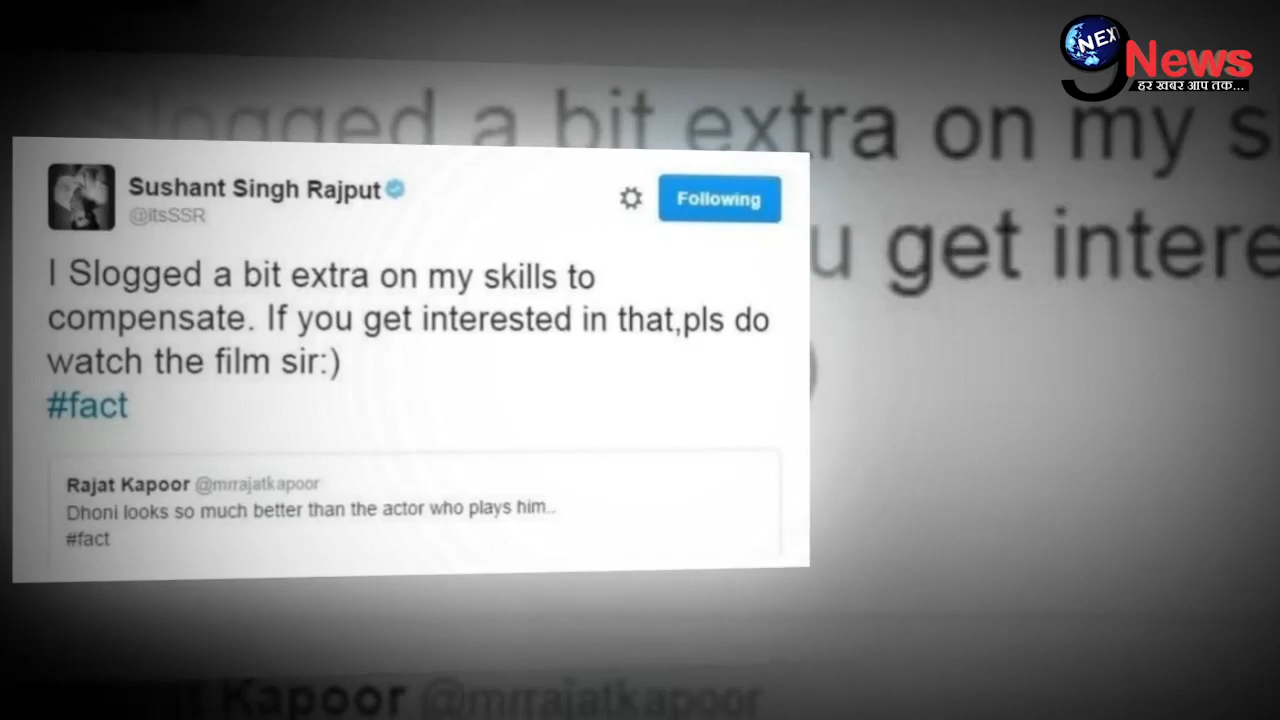 NEXT
9 News
हर खबर आप तक...
logged a bit extra on my s
u get intere
Sushant Singh Rajput
@itsSSR
Following
I Slogged a bit extra on my skills to
compensate. If you get interested in that,pls do
watch the film sir:)
#fact
Rajat Kapoor @mrrajatkapoor
Dhoni looks so much better than the actor who plays him..
#fact
Kapoor @mrrajatkapoor